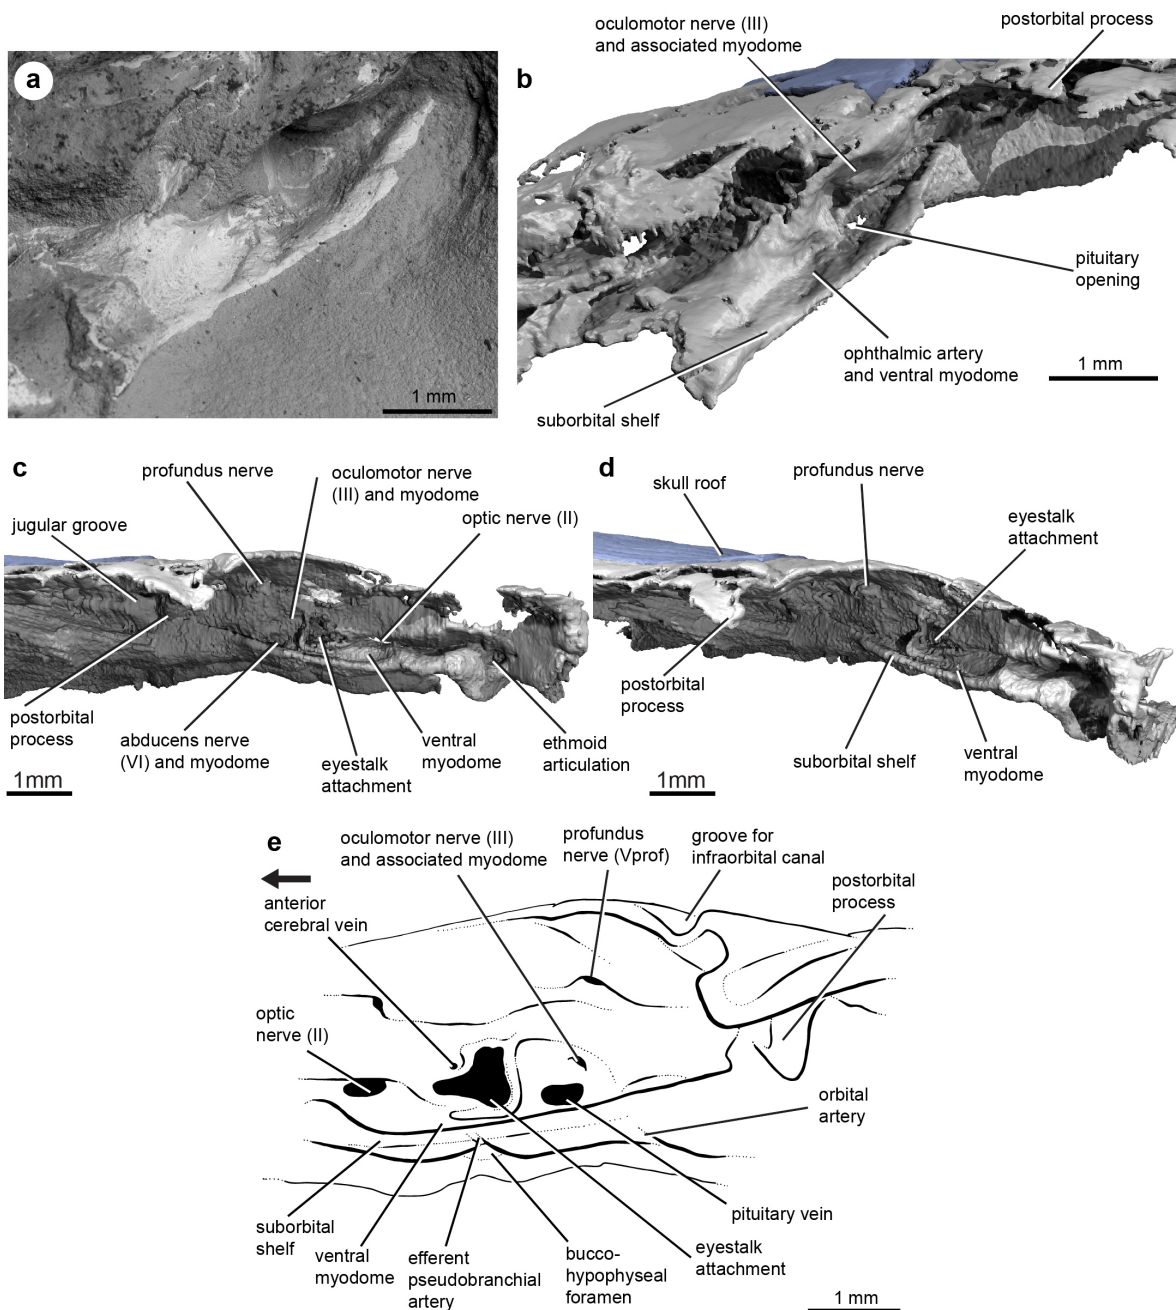 a
1 mm
b
oculomotor nerve (III)
and associated myodome
postorbital process
pituitary
opening
ophthalmic artery
and ventral myodome
1 mm
suborbital shelf
c
profundus nerve
oculomotor nerve
(III) and myodome
optic nerve (II)
jugular groove
postorbital
process
abducens nerve
(VI) and myodome
eyestalk
attachment
ventral
myodome
ethmoid
articulation
1mm
d
skull roof
profundus nerve
eyestalk
attachment
postorbital
process
suborbital shelf
ventral
myodome
1mm
e
oculomotor nerve (III)
and associated myodome
profundus
nerve (Vprof)
groove for
infraorbital canal
postorbital
process
anterior
cerebral vein
optic
nerve (II)
orbital
artery
pituitary vein
suborbital
shelf
ventral
myodome
efferent
pseudobranchial
artery
bucco-
hypophyseal
foramen
eyestalk
attachment
1 mm